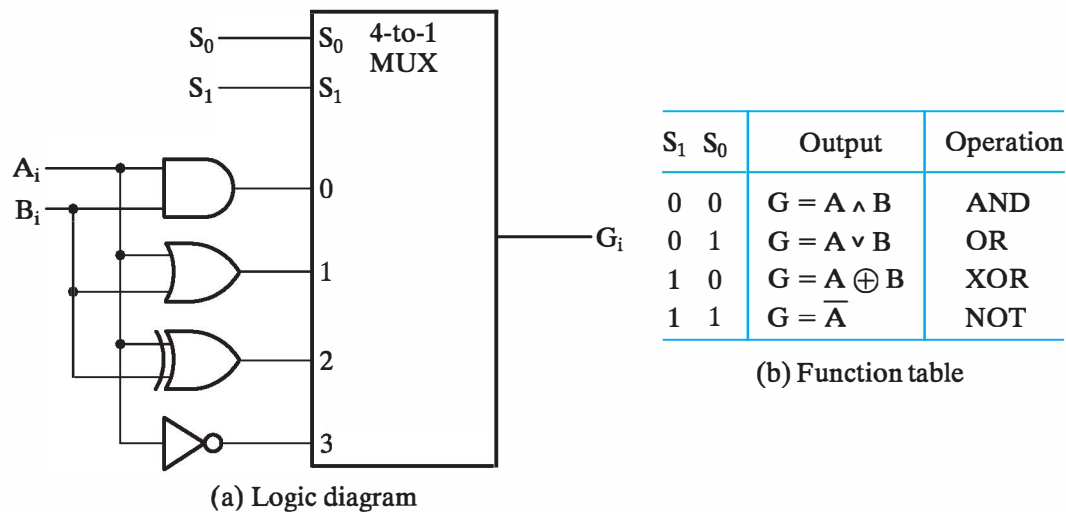 S₀
S₁
Aᵢ
Bᵢ
S₀ 4-to-1
MUX
S₁
0
1
2
3
Gᵢ
(a) Logic diagram
S₁ S₀ Output Operation
0 0 G = A ∧ B AND
0 1 G = A ∨ B OR
1 0 G = A ⊕ B XOR
1 1 G = A̅ NOT
(b) Function table